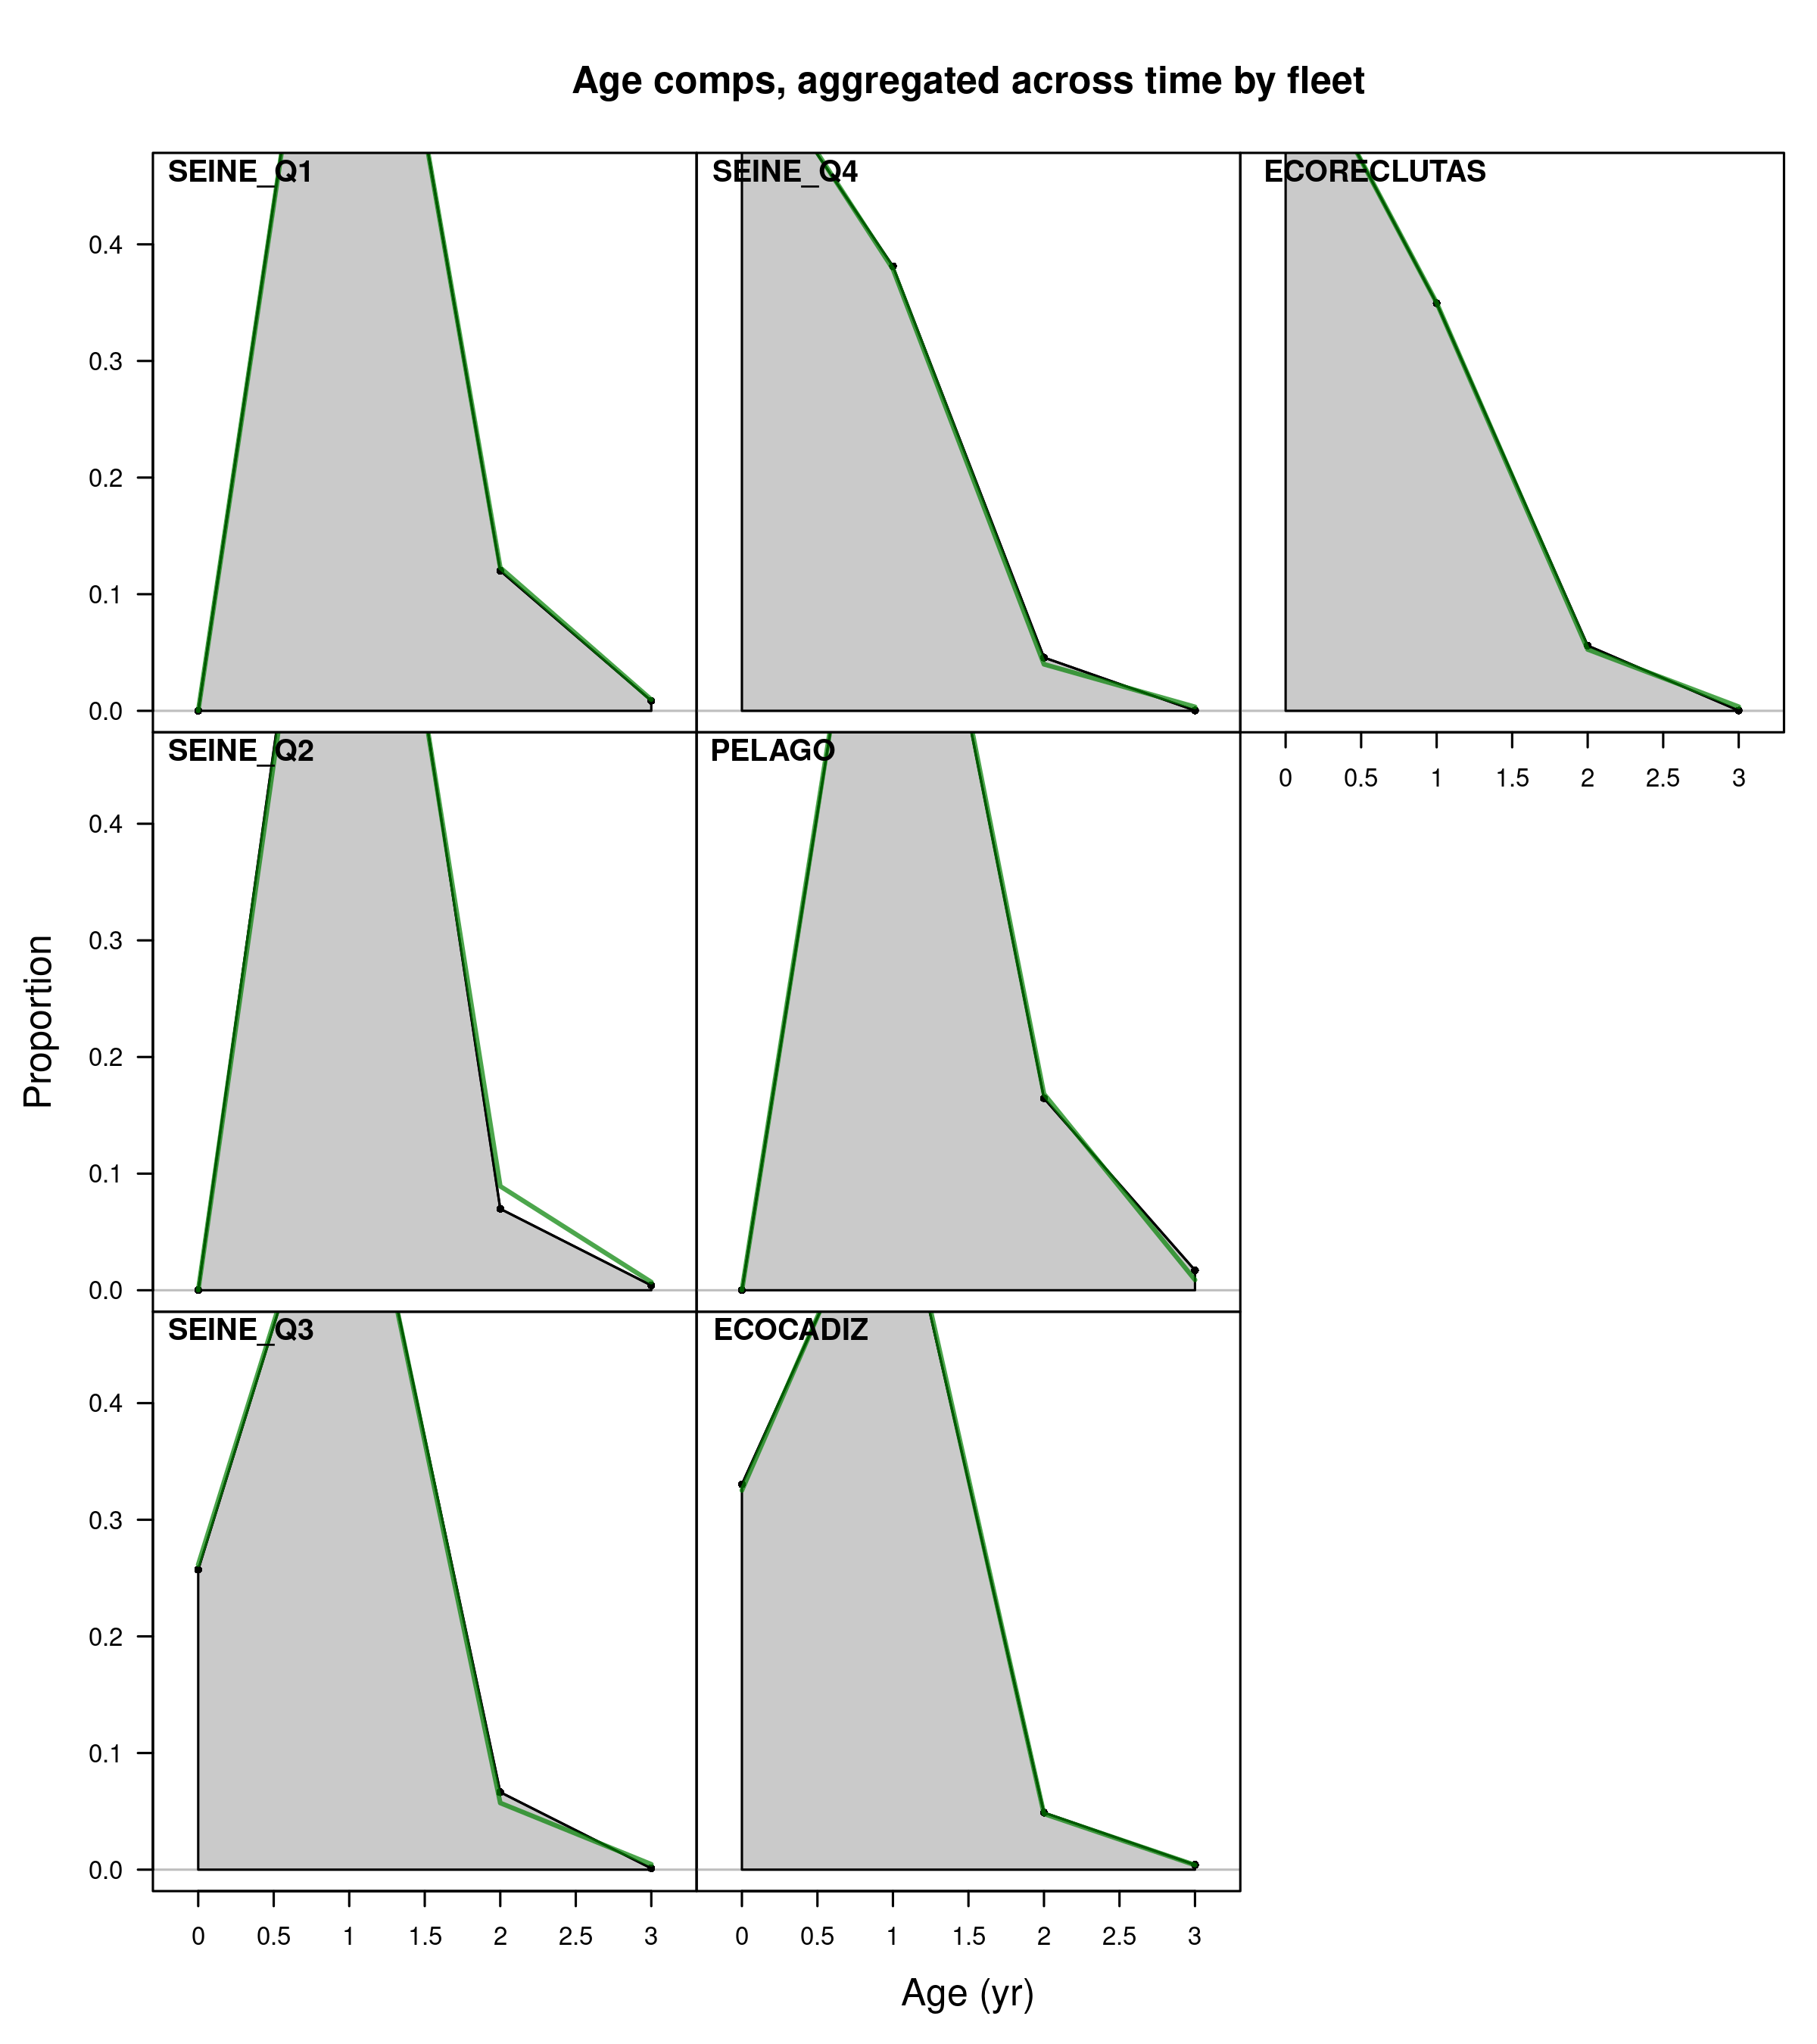 Age comps, aggregated across time by fleet
SEINE_Q1
SEINE_Q4
ECORECLUTAS
0.4
0.3
0.2
0.1
0.0
0 0.5 1 1.5 2 2.5 3
SEINE_Q2
PELAGO
0.4
0.3
0.2
0.1
0.0
Proportion
SEINE_Q3
ECOCADIZ
0.4
0.3
0.2
0.1
0.0
0 0.5 1 1.5 2 2.5 3
0 0.5 1 1.5 2 2.5 3
Age (yr)